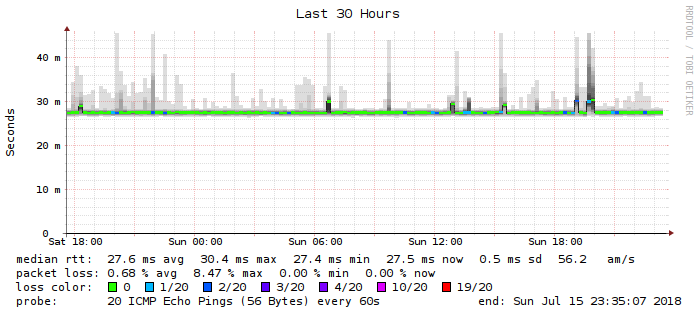 Last 30 Hours
RRDTOOL / TOBI OETIKER
Seconds
40 m
30 m
20 m
10 m
0
Sat 18:00 Sun 00:00 Sun 06:00 Sun 12:00 Sun 18:00
median rtt: 27.6 ms avg 30.4 ms max 27.4 ms min 27.5 ms now 0.5 ms sd 56.2 am/s
packet loss: 0.68 % avg 8.47 % max 0.00 % min 0.00 % now
loss color: 0 1/20 2/20 3/20 4/20 10/20 19/20
probe: 20 ICMP Echo Pings (56 Bytes) every 60s end: Sun Jul 15 23:35:07 2018